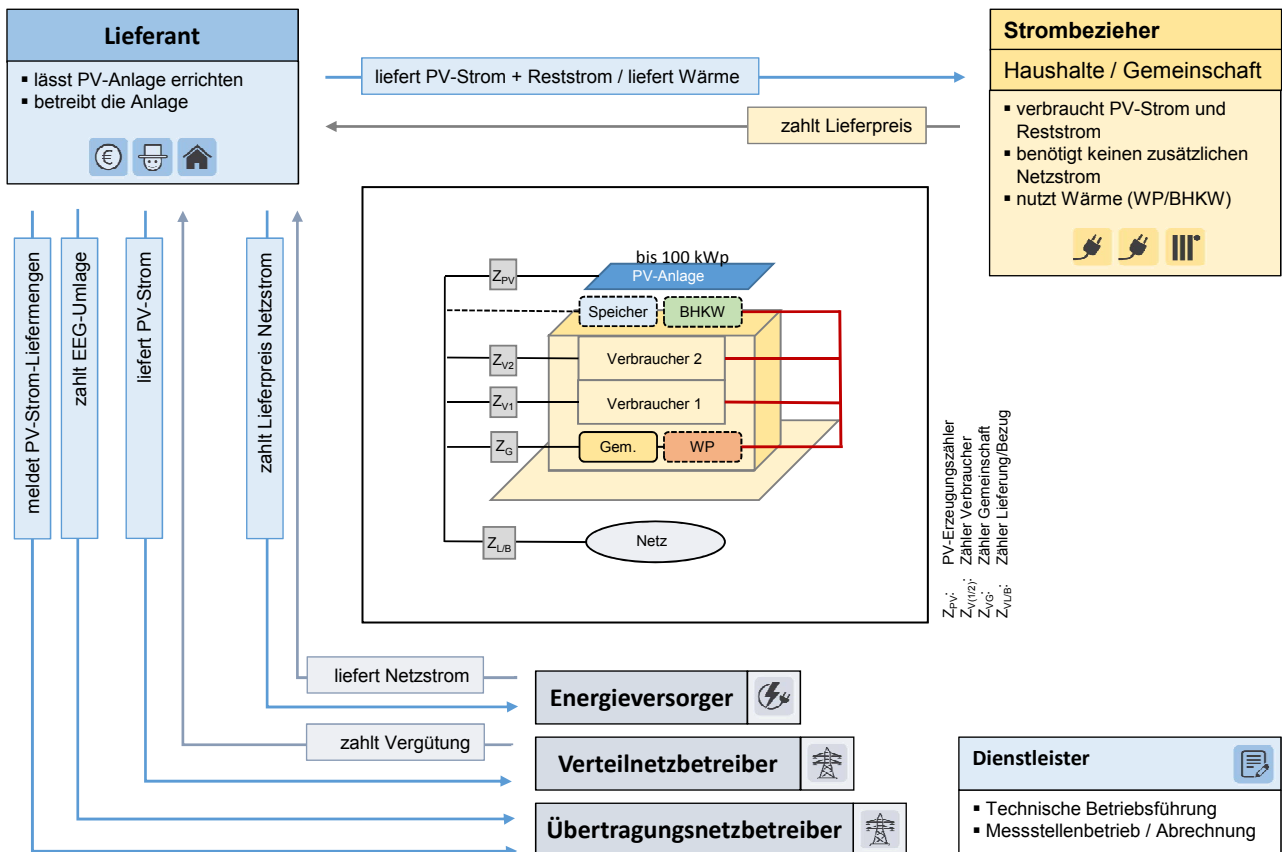 Lieferant
▪ lässt PV-Anlage errichten
▪ betreibt die Anlage
€
liefert PV-Strom + Reststrom / liefert Wärme
zahlt Lieferpreis
Strombezieher
Haushalte / Gemeinschaft
▪ verbraucht PV-Strom und
Reststrom
▪ benötigt keinen zusätzlichen
Netzstrom
▪ nutzt Wärme (WP/BHKW)
meldet PV-Strom-Liefermengen
zahlt EEG-Umlage
liefert PV-Strom
zahlt Lieferpreis Netzstrom
bis 100 kWp
Z_PV
PV-Anlage
Speicher
BHKW
Z_V2
Verbraucher 2
Z_V1
Verbraucher 1
Z_G
Gem.
WP
Z_L/B
Netz
Z_PV: PV-Erzeugungszähler
Z_V(1/2): Zähler Verbraucher
Z_VG: Zähler Gemeinschaft
Z_VL/B: Zähler Lieferung/Bezug
liefert Netzstrom
Energieversorger
zahlt Vergütung
Verteilnetzbetreiber
Übertragungsnetzbetreiber
Dienstleister
▪ Technische Betriebsführung
▪ Messstellenbetrieb / Abrechnung